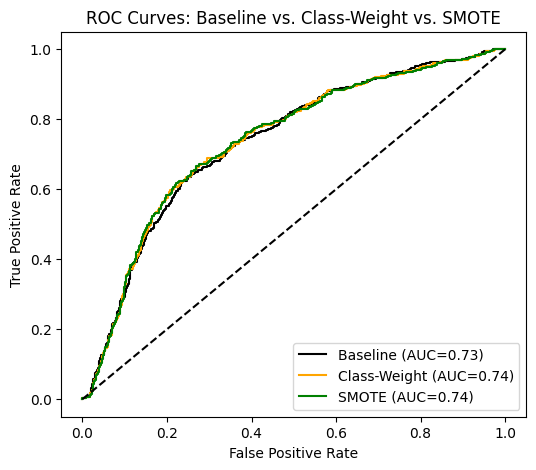 ROC Curves: Baseline vs. Class-Weight vs. SMOTE
1.0
0.8
0.6
0.4
0.2
0.0
True Positive Rate
Baseline (AUC=0.73)
Class-Weight (AUC=0.74)
SMOTE (AUC=0.74)
0.0 0.2 0.4 0.6 0.8 1.0
False Positive Rate